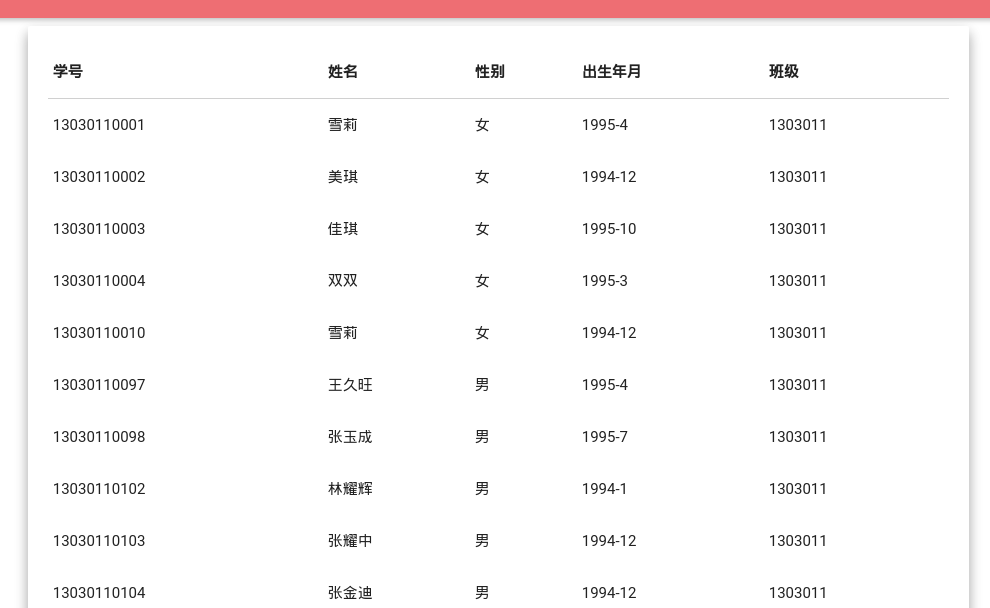 学号 姓名 性别 出生年月 班级
13030110001 雪莉 女 1995-4 1303011
13030110002 美琪 女 1994-12 1303011
13030110003 佳琪 女 1995-10 1303011
13030110004 双双 女 1995-3 1303011
13030110010 雪莉 女 1994-12 1303011
13030110097 王久旺 男 1995-4 1303011
13030110098 张玉成 男 1995-7 1303011
13030110102 林耀辉 男 1994-1 1303011
13030110103 张耀中 男 1994-12 1303011
13030110104 张金迪 男 1994-12 1303011